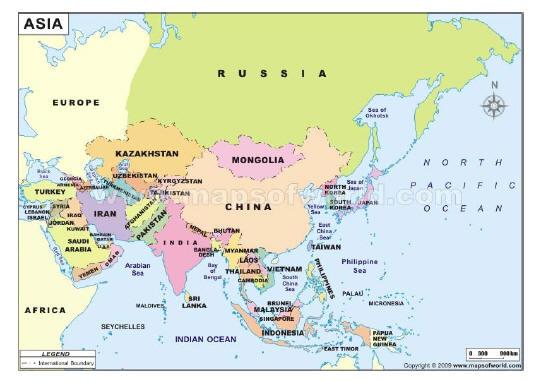 ASIA
RUSSIA
EUROPE
Sea of
Okhotsk
N
KAZAKHSTAN
MONGOLIA
NORTH
PACIFIC
OCEAN
Black
Sea
GEORGIA
ARMENIA
AZERBAIJAN
UZBEKISTAN
TURKMENISTAN
KYRGYZSTAN
TAJIKISTAN
TURKEY
CYPRUS
LEBANON
ISRAEL
SYRIA
IRAQ
JORDAN
KUWAIT
IRAN
AFGHANISTAN
PAKISTAN
CHINA
NORTH
KOREA
SOUTH
KOREA
Sea of
Japan
JAPAN
Yellow
Sea
East
China
Sea
www.mapsofworld.com
BAHRAIN
QATAR
U.A.E
SAUDI
ARABIA
YEMEN
OMAN
NEPAL
BHUTAN
INDIA
BANGLA
DESH
MYANMAR
LAOS
THAILAND
VIETNAM
CAMBODIA
TAIWAN
Philippine
Sea
PHILIPPINES
South
China
Sea
Arabian
Sea
Bay
of
Bengal
SRI
LANKA
MALDIVES
AFRICA
SEYCHELLES
INDIAN OCEAN
BRUNEI
MALAYSIA
SINGAPORE
INDONESIA
PALAU
MICRONESIA
PAPUA
NEW
GUINEA
EAST TIMOR
LEGEND
International Boundary
900km
Copyright © 2009 www.mapsofworld.com